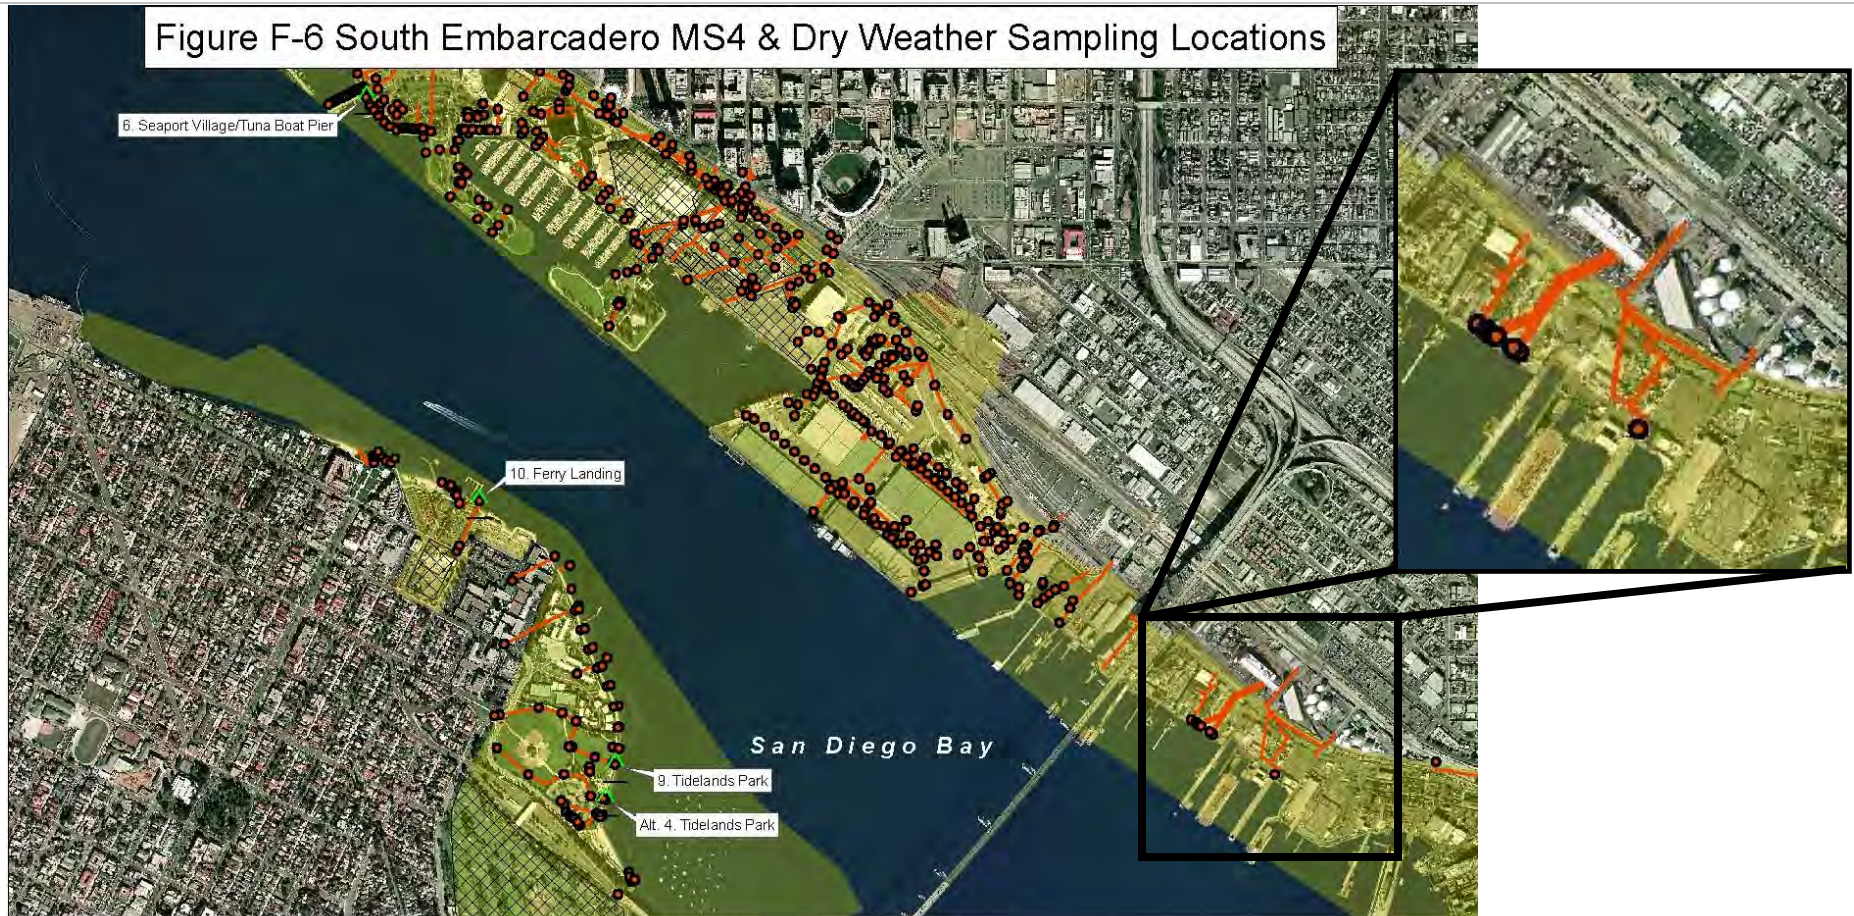 Figure F-6 South Embarcadero MS4 & Dry Weather Sampling Locations
6. Seaport Village/Tuna Boat Pier
10. Ferry Landing
San Diego Bay
9. Tidelands Park
Alt. 4. Tidelands Park